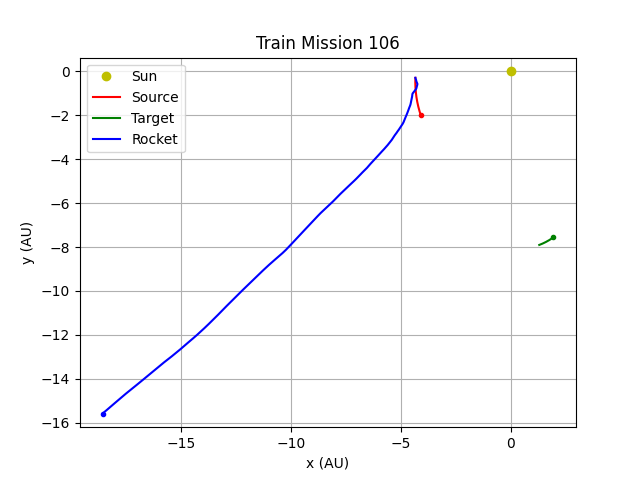 Train Mission 106
Sun
Source
Target
Rocket
0
−2
−4
−6
−8
−10
−12
−14
−16
y (AU)
−15
−10
−5
0
x (AU)